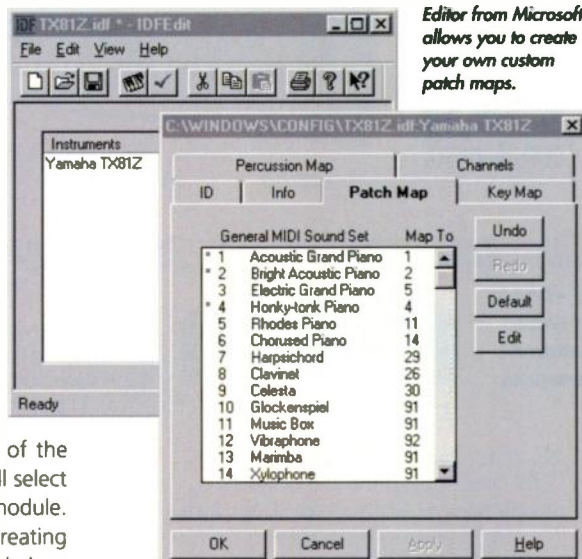 TX81Z.idf * - IDFEdit
File Edit View Help
Instruments
Yamaha TX81Z
Ready
Editor from Microsoft
allows you to create
your own custom
patch maps.
C:\WINDOWS\CONFIG\TX81Z.idf:Yamaha TX81Z
Percussion Map Channels
ID Info Patch Map Key Map
General MIDI Sound Set Map To
* 1 Acoustic Grand Piano 1
* 2 Bright Acoustic Piano 2
3 Electric Grand Piano 5
* 4 Honky-tonk Piano 4
5 Rhodes Piano 11
6 Chorused Piano 14
7 Harpsichord 29
8 Clavinet 26
9 Celesta 30
10 Glockenspiel 91
11 Music Box 91
12 Vibraphone 92
13 Marimba 91
14 Xylophone 91
Undo
Redo
Default
Edit
OK Cancel Apply Help
of the
ll select
nodule.
reating